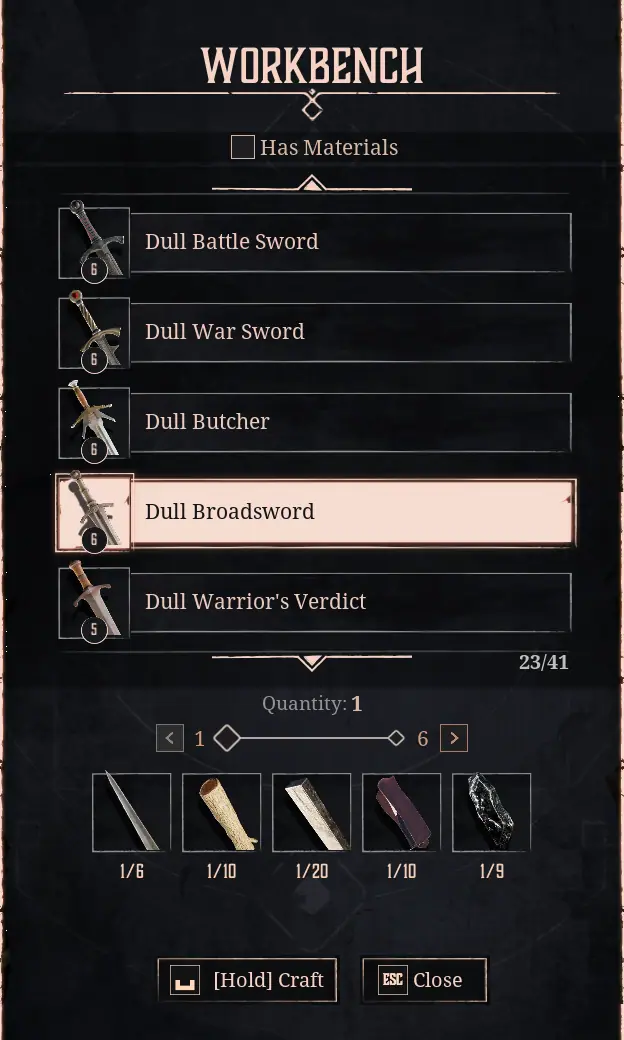 WORKBENCH
Has Materials
6
Dull Battle Sword
6
Dull War Sword
6
Dull Butcher
6
Dull Broadsword
5
Dull Warrior's Verdict
23/41
Quantity: 1
1 6
1/6 1/10 1/20 1/10 1/9
[Hold] Craft ESC Close